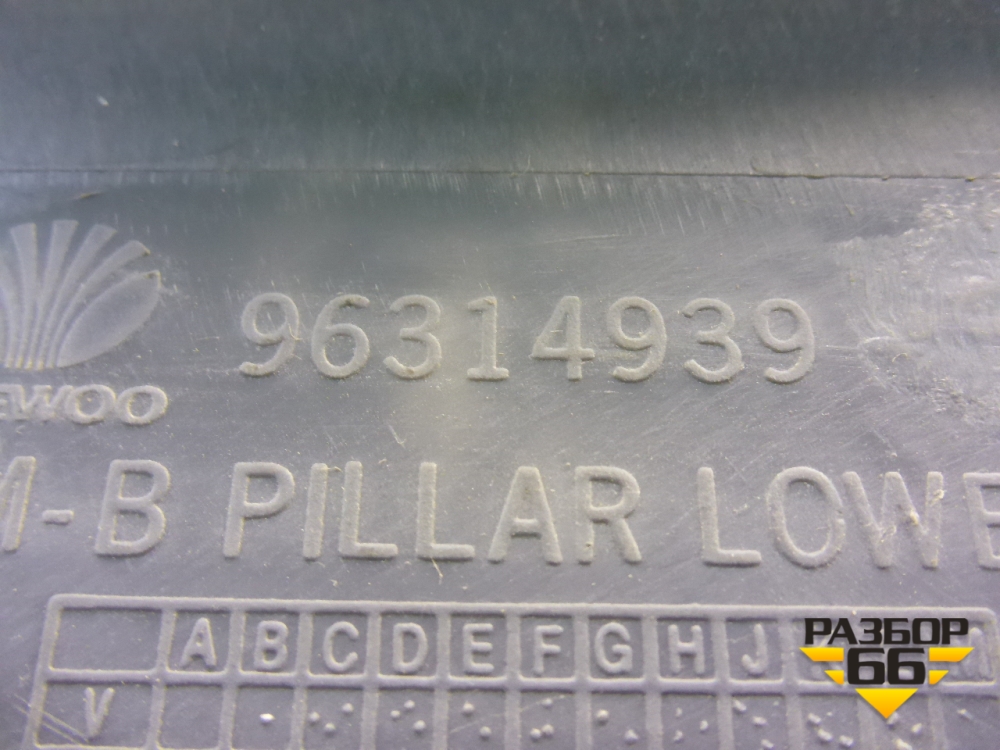 96314939
EWOO
M-B PILLAR LOWE
A B C D E F G H J
V
РАЗБОР
66